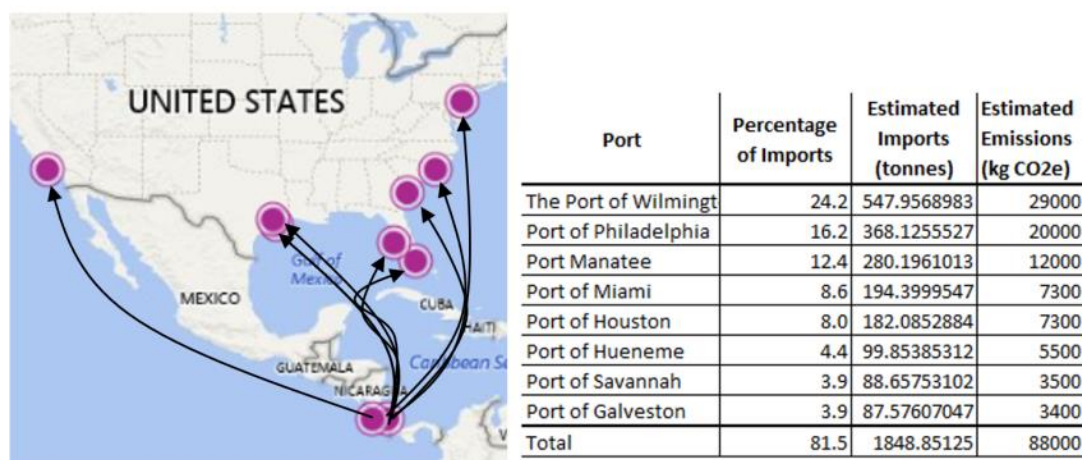 UNITED STATES
Gulf of
Mexico
MEXICO
CUBA
HAITI
GUATEMALA
Caribbean Se
NICARAGUA
V
Port Percentage of Imports Estimated Imports (tonnes) Estimated Emissions (kg CO2e)
The Port of Wilmingt 24.2 547.9568983 29000
Port of Philadelphia 16.2 368.1255527 20000
Port Manatee 12.4 280.1961013 12000
Port of Miami 8.6 194.3999547 7300
Port of Houston 8.0 182.0852884 7300
Port of Hueneme 4.4 99.85385312 5500
Port of Savannah 3.9 88.65753102 3500
Port of Galveston 3.9 87.57607047 3400
Total 81.5 1848.85125 88000